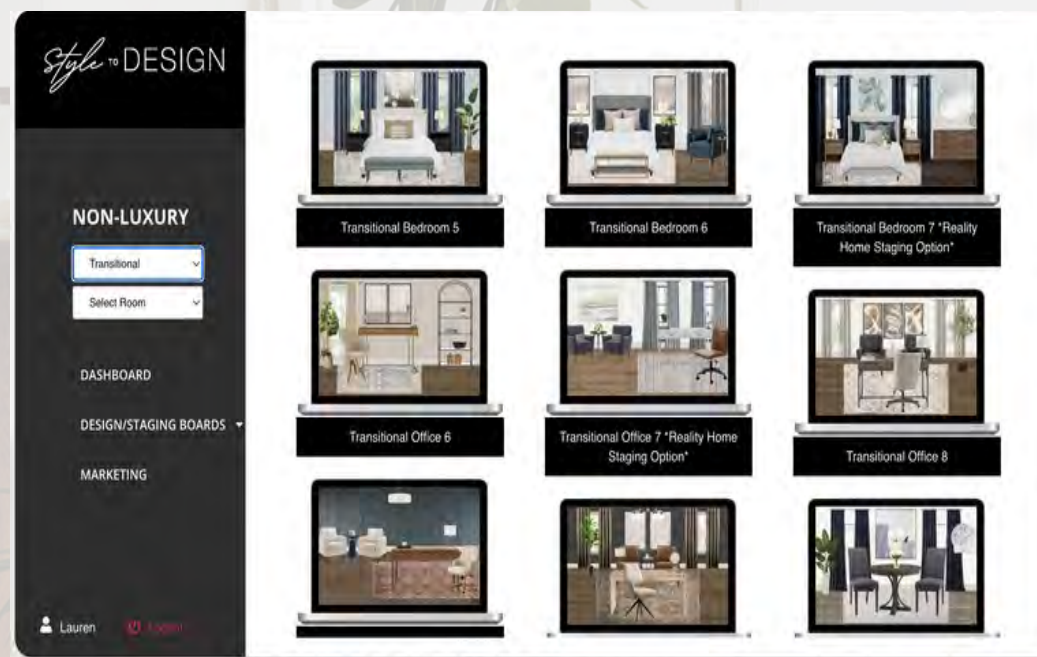 Style TO DESIGN
NON-LUXURY
Transitional
Select Room
DASHBOARD
DESIGN/STAGING BOARDS
MARKETING
Lauren
Logout
Transitional Bedroom 5
Transitional Bedroom 6
Transitional Bedroom 7 *Reality
Home Staging Option*
Transitional Office 6
Transitional Office 7 *Reality Home
Staging Option*
Transitional Office 8